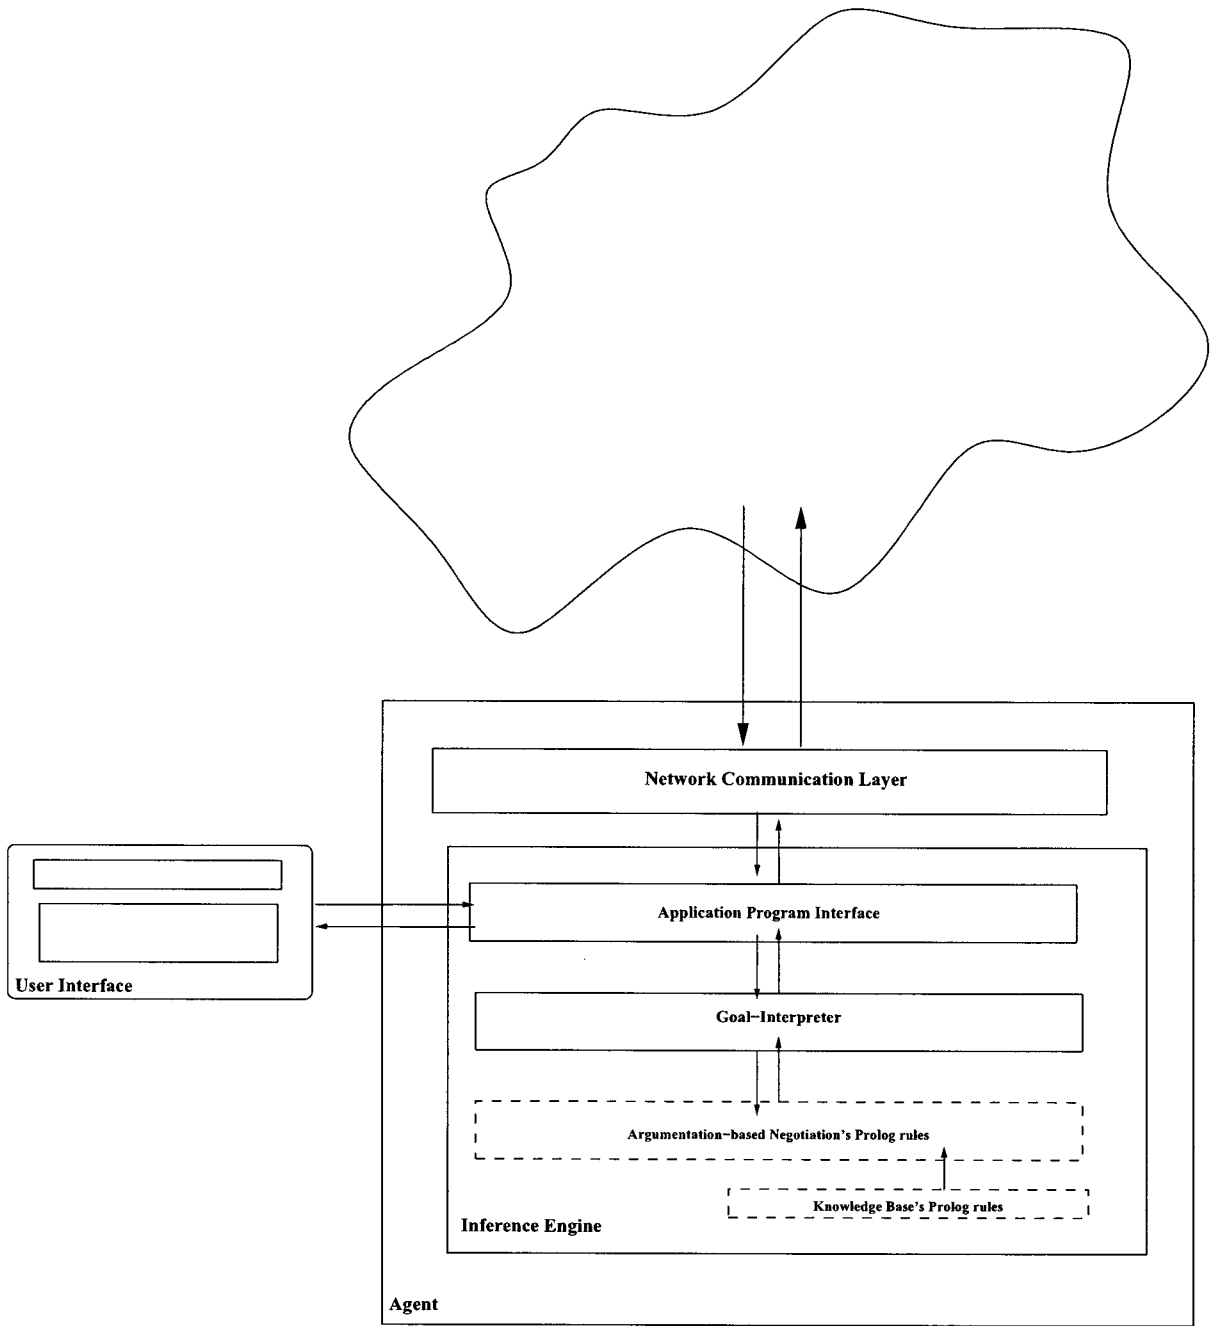 Network Communication Layer
Application Program Interface
User Interface
Goal-Interpreter
Argumentation-based Negotiation's Prolog rules
Knowledge Base's Prolog rules
Inference Engine
Agent